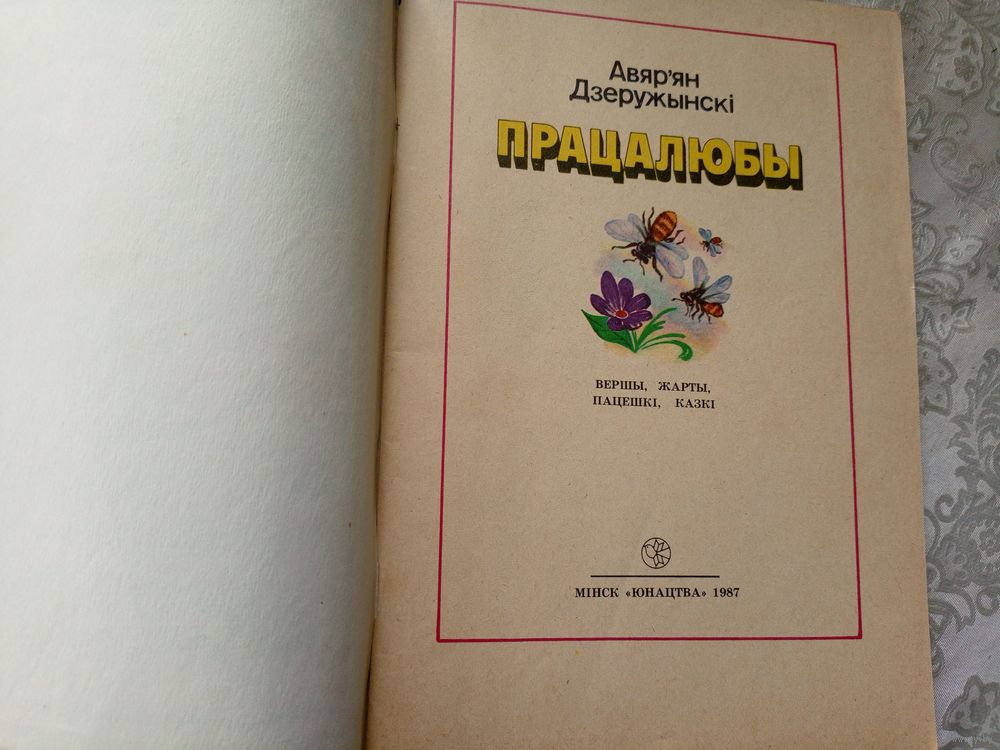 Авяр'ян
Дзеружынскі
ПРАЦАЛЮБЫ
ВЕРШЫ, ЖАРТЫ,
ПАЦЕШКІ, КАЗКІ
МІНСК «ЮНАЦТВА» 1987